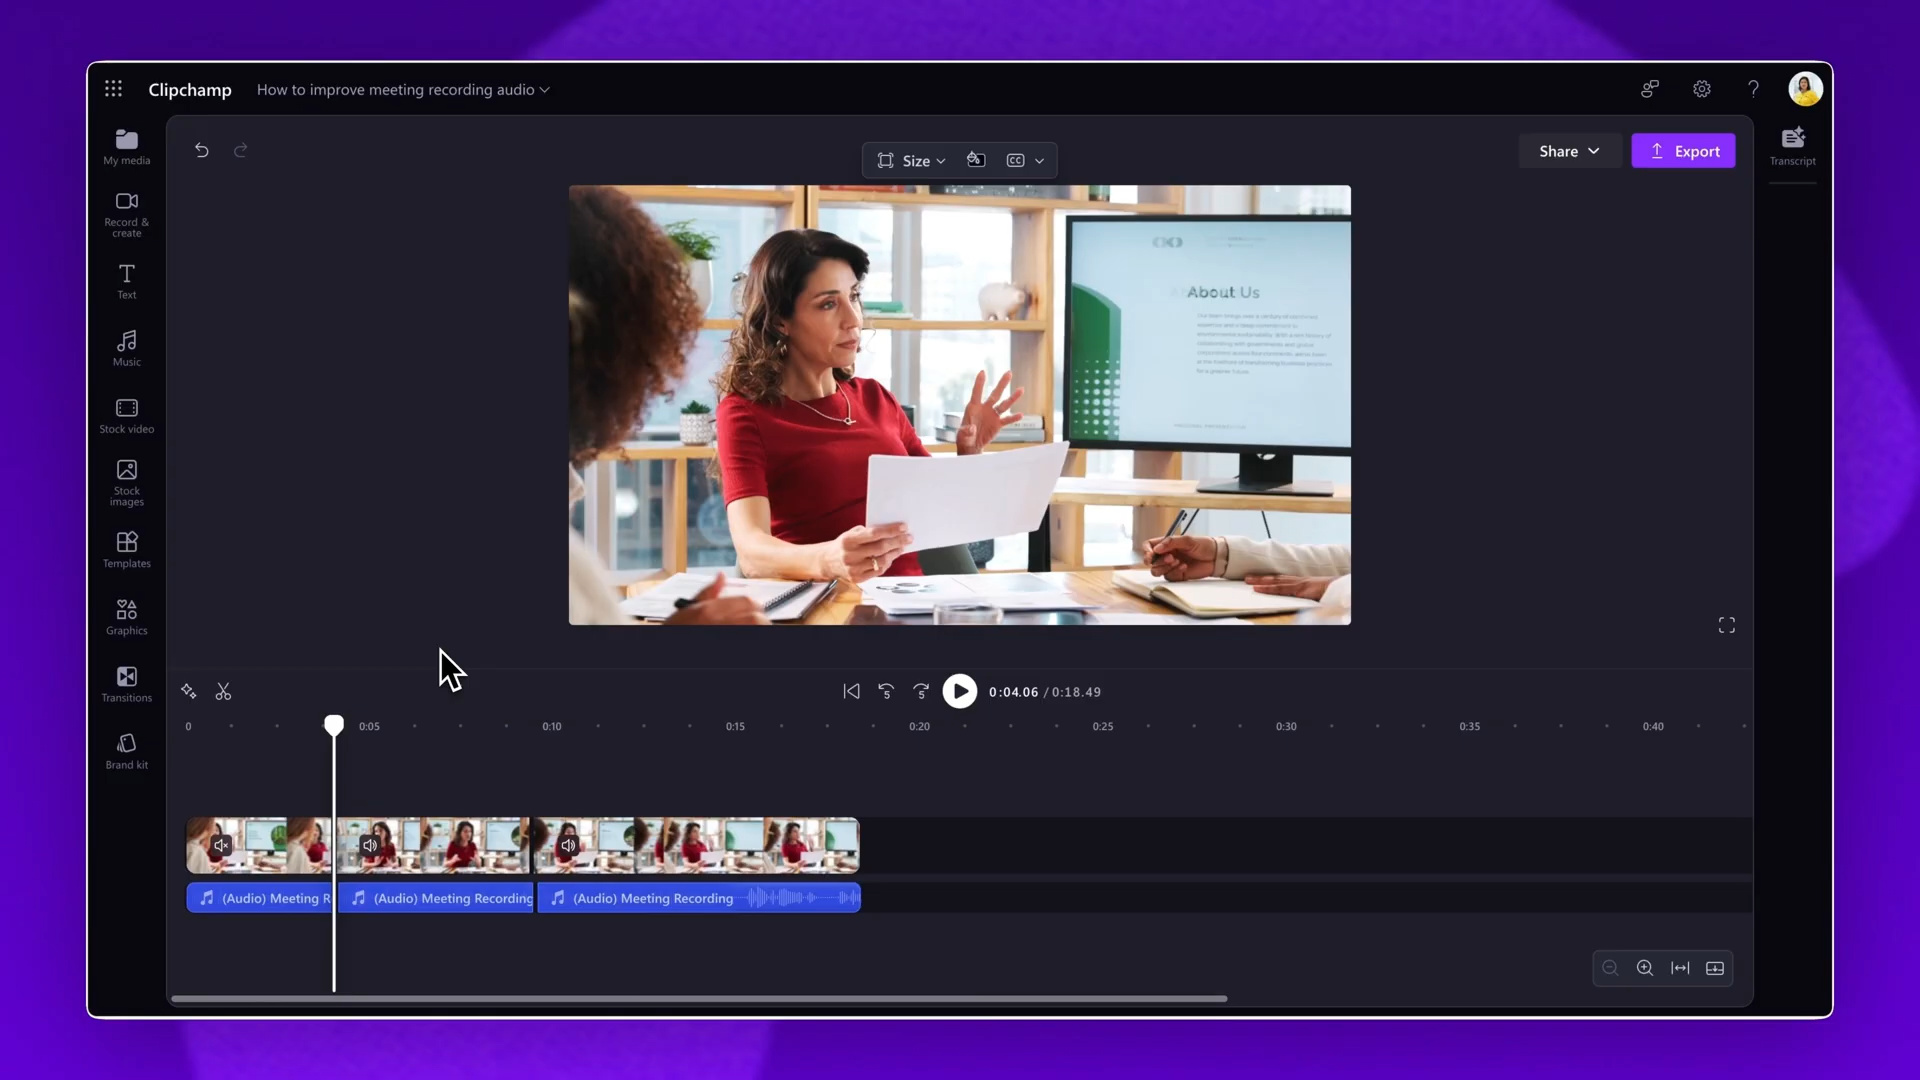 Clipchamp
How to improve meeting recording audio
My media
Record &
create
Text
Music
Stock video
Stock
images
Templates
Graphics
Transitions
Brand kit
Size
CC
Share
Export
Transcript
About Us
5
5
0:04.06 / 0:18.49
0
0:05
0:10
0:15
0:20
0:25
0:30
0:35
0:40
(Audio) Meeting R
(Audio) Meeting Recording
(Audio) Meeting Recording